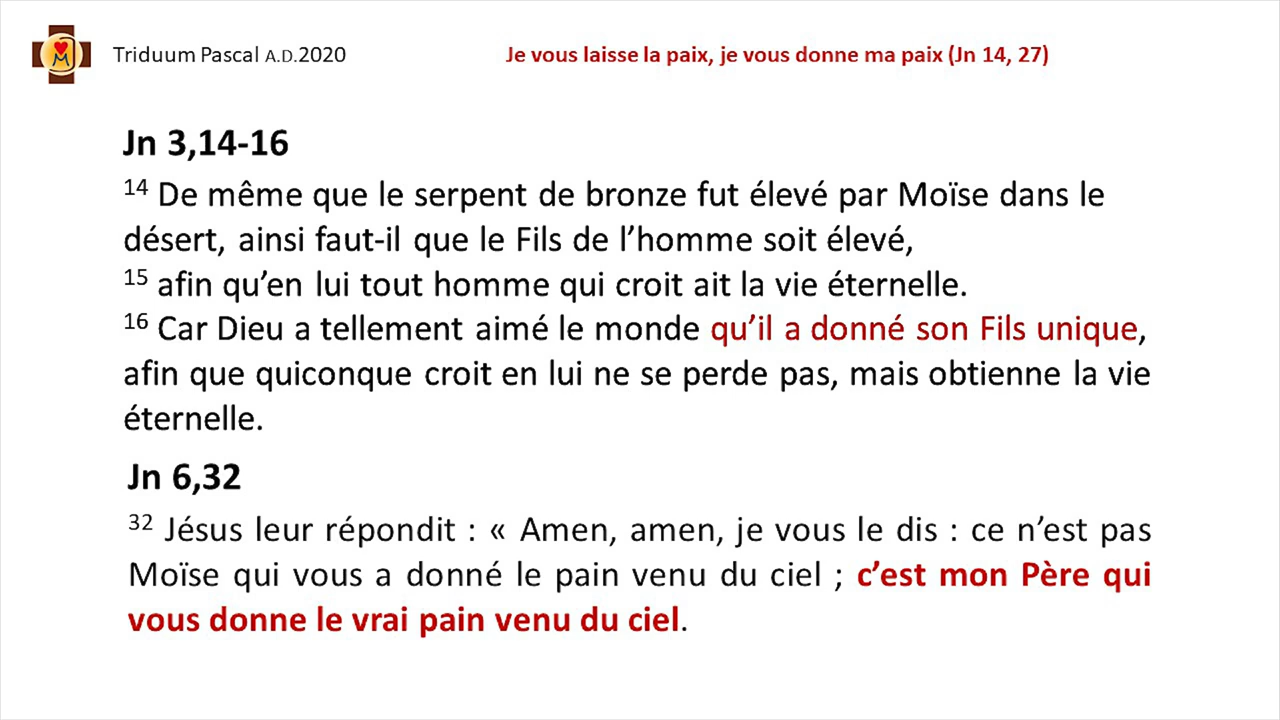 Triduum Pascal A.D.2020
Je vous laisse la paix, je vous donne ma paix (Jn 14, 27)
Jn 3,14-16
14 De même que le serpent de bronze fut élevé par Moïse dans le
désert, ainsi faut-il que le Fils de l’homme soit élevé,
15 afin qu’en lui tout homme qui croit ait la vie éternelle.
16 Car Dieu a tellement aimé le monde qu’il a donné son Fils unique,
afin que quiconque croit en lui ne se perde pas, mais obtienne la vie
éternelle.
Jn 6,32
32 Jésus leur répondit : « Amen, amen, je vous le dis : ce n’est pas
Moïse qui vous a donné le pain venu du ciel ; c’est mon Père qui
vous donne le vrai pain venu du ciel.